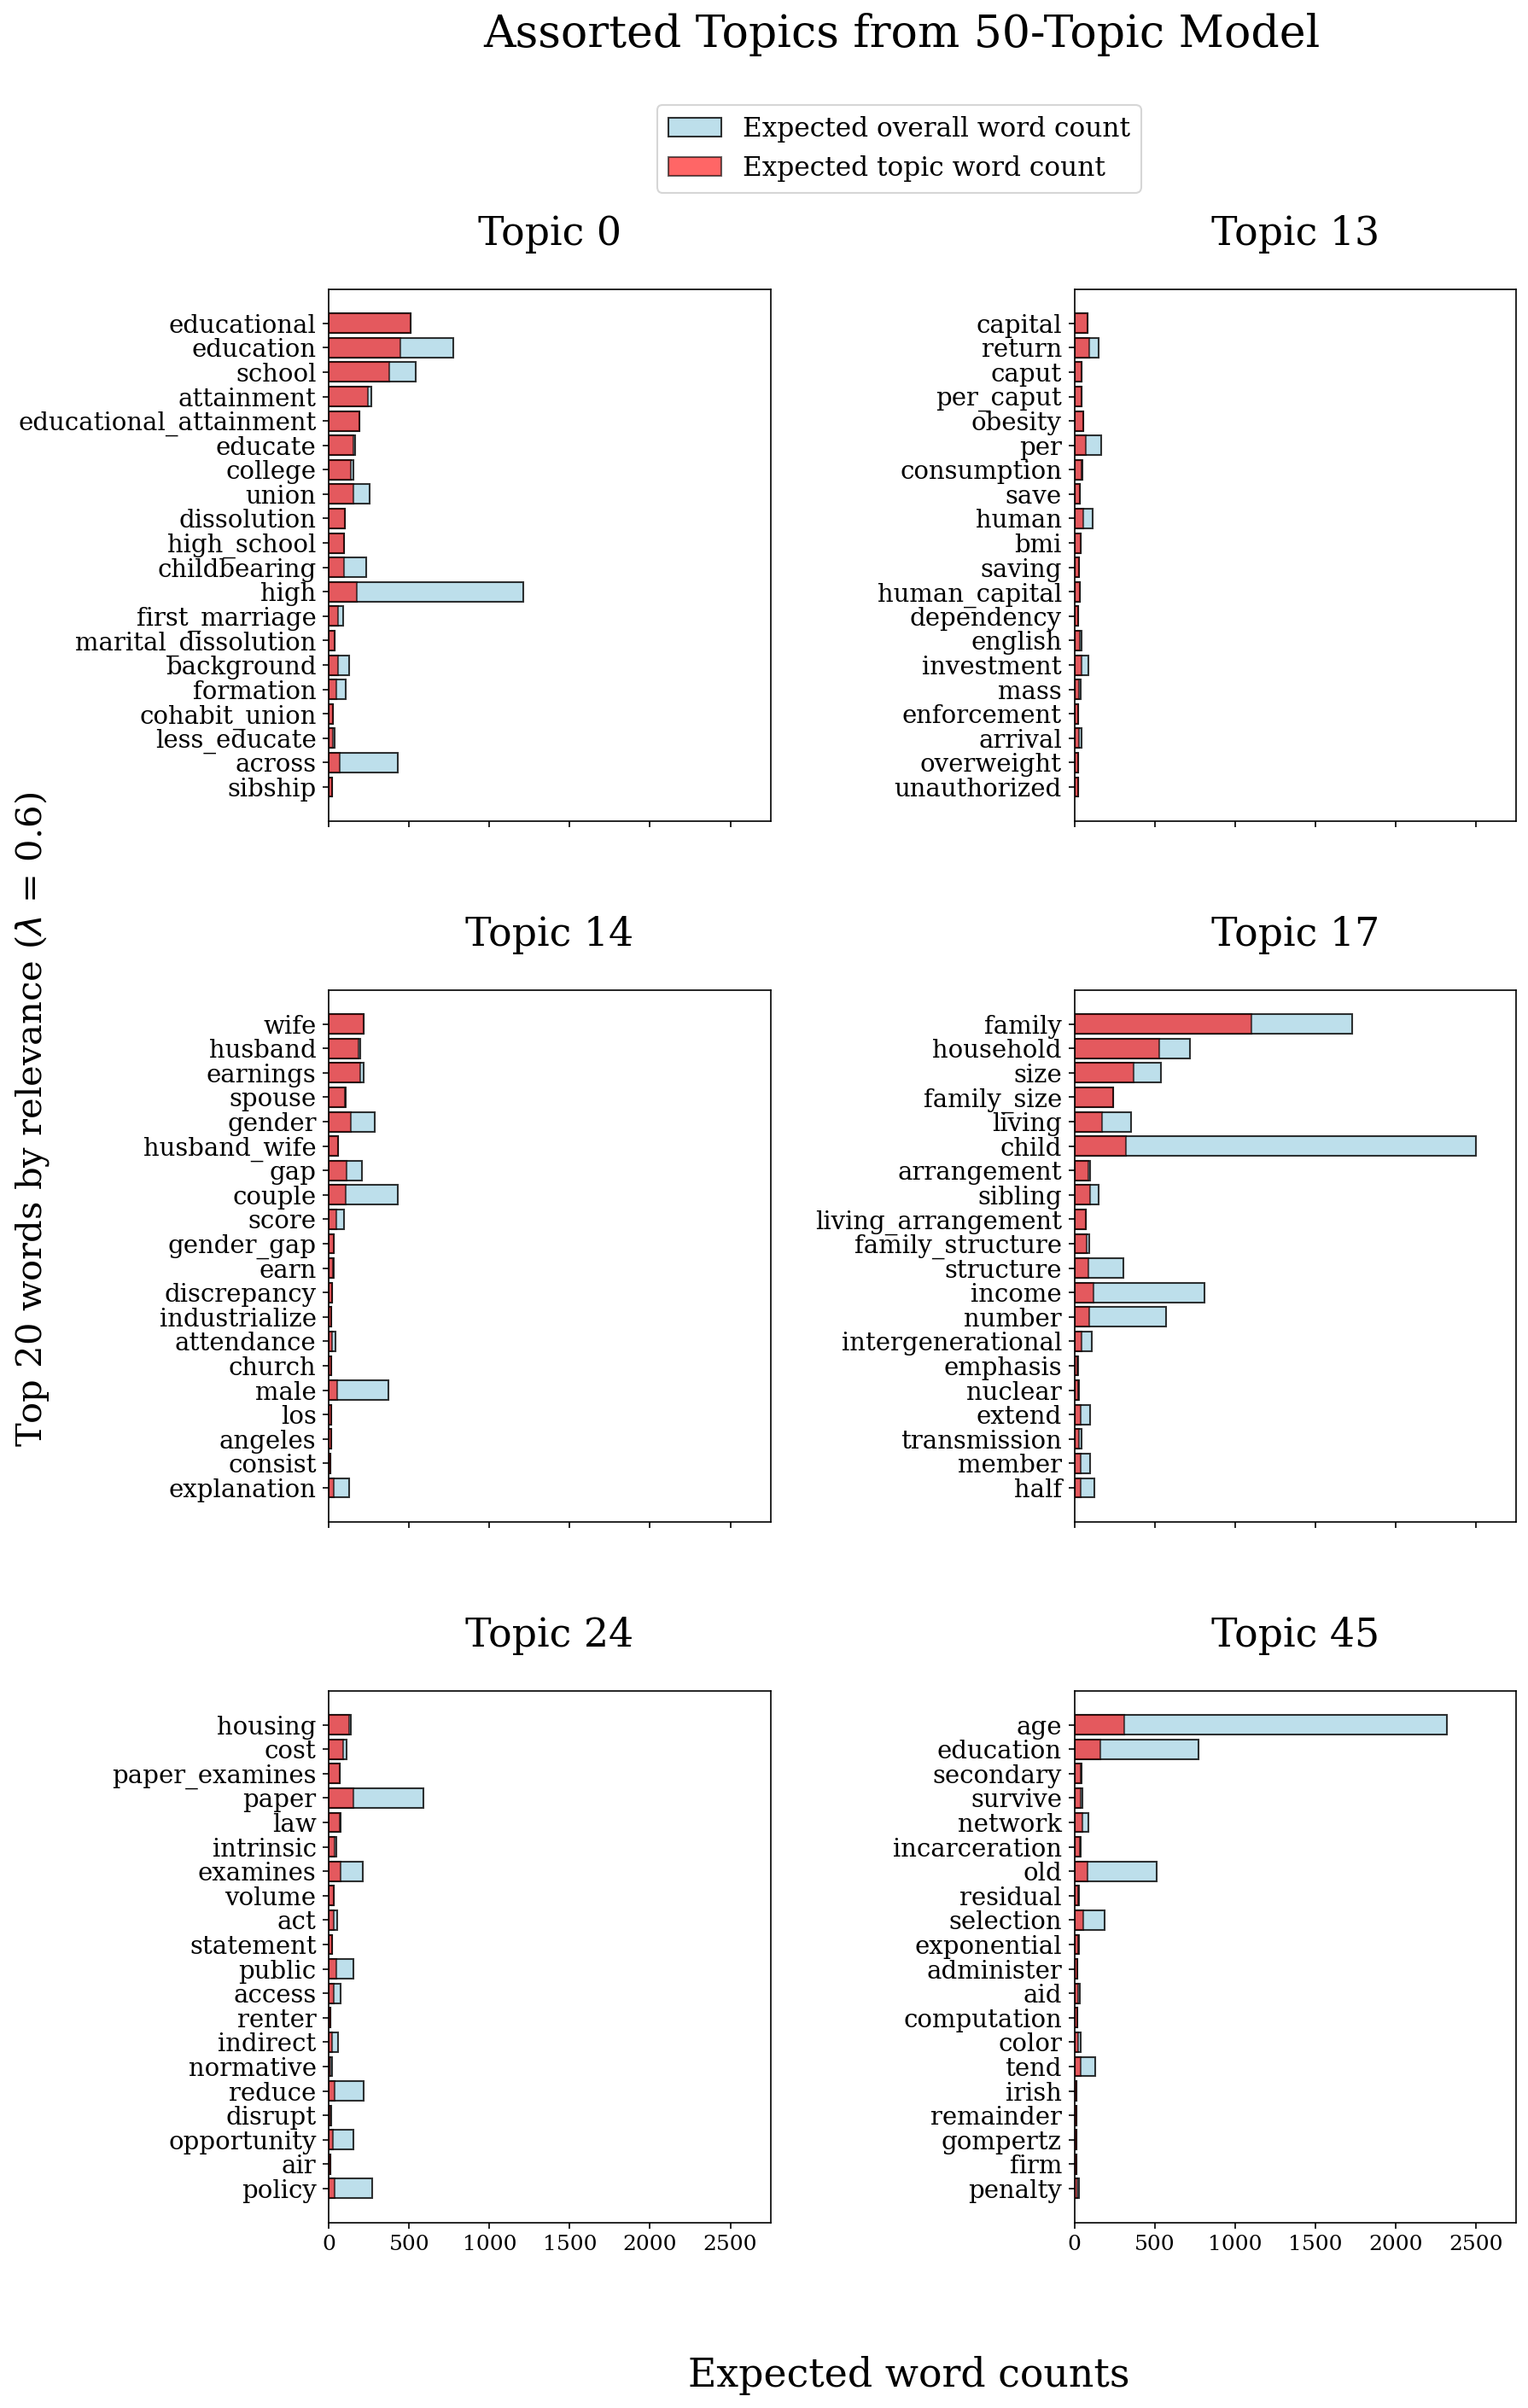 Assorted Topics from 50-Topic Model
Expected overall word count
Expected topic word count
Top 20 words by relevance (λ = 0.6)
Topic 0
educational
education
school
attainment
educational_attainment
educate
college
union
dissolution
high_school
childbearing
high
first_marriage
marital_dissolution
background
formation
cohabit_union
less_educate
across
sibship
Topic 13
capital
return
caput
per_caput
obesity
per
consumption
save
human
bmi
saving
human_capital
dependency
english
investment
mass
enforcement
arrival
overweight
unauthorized
Topic 14
wife
husband
earnings
spouse
gender
husband_wife
gap
couple
score
gender_gap
earn
discrepancy
industrialize
attendance
church
male
los
angeles
consist
explanation
Topic 17
family
household
size
family_size
living
child
arrangement
sibling
living_arrangement
family_structure
structure
income
number
intergenerational
emphasis
nuclear
extend
transmission
member
half
Topic 24
housing
cost
paper_examines
paper
law
intrinsic
examines
volume
act
statement
public
access
renter
indirect
normative
reduce
disrupt
opportunity
air
policy
0 500 1000 1500 2000 2500
Topic 45
age
education
secondary
survive
network
incarceration
old
residual
selection
exponential
administer
aid
computation
color
tend
irish
remainder
gompertz
firm
penalty
0 500 1000 1500 2000 2500
Expected word counts